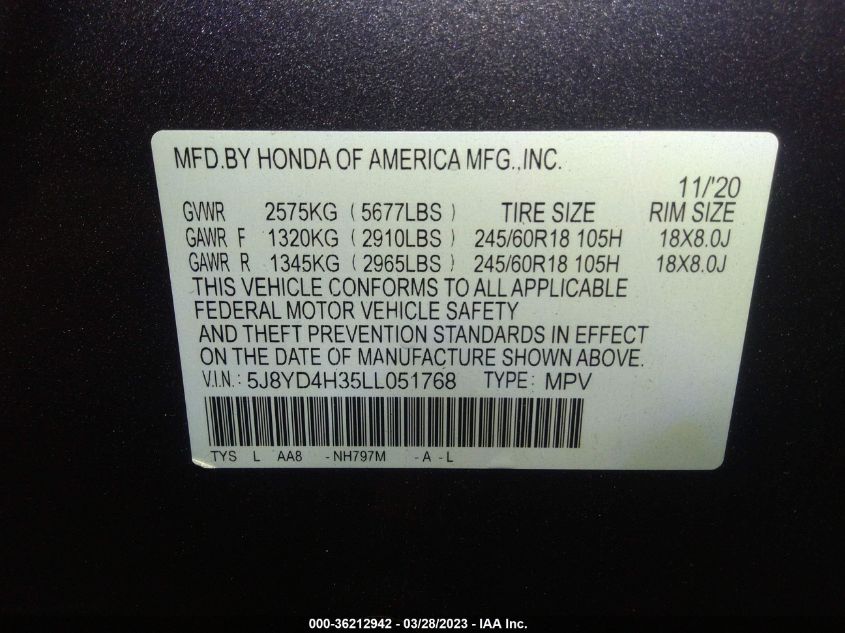 MFD.BY HONDA OF AMERICA MFG.,INC.
11/'20
GVWR 2575KG ( 5677LBS ) TIRE SIZE RIM SIZE
GAWR F 1320KG ( 2910LBS ) 245/60R18 105H 18X8.0J
GAWR R 1345KG ( 2965LBS ) 245/60R18 105H 18X8.0J
THIS VEHICLE CONFORMS TO ALL APPLICABLE
FEDERAL MOTOR VEHICLE SAFETY
AND THEFT PREVENTION STANDARDS IN EFFECT
ON THE DATE OF MANUFACTURE SHOWN ABOVE.
V.I.N.: 5J8YD4H35LL051768 TYPE: MPV
TYS L AA8 -NH797M -A -L
000-36212942 - 03/28/2023 - IAA Inc.